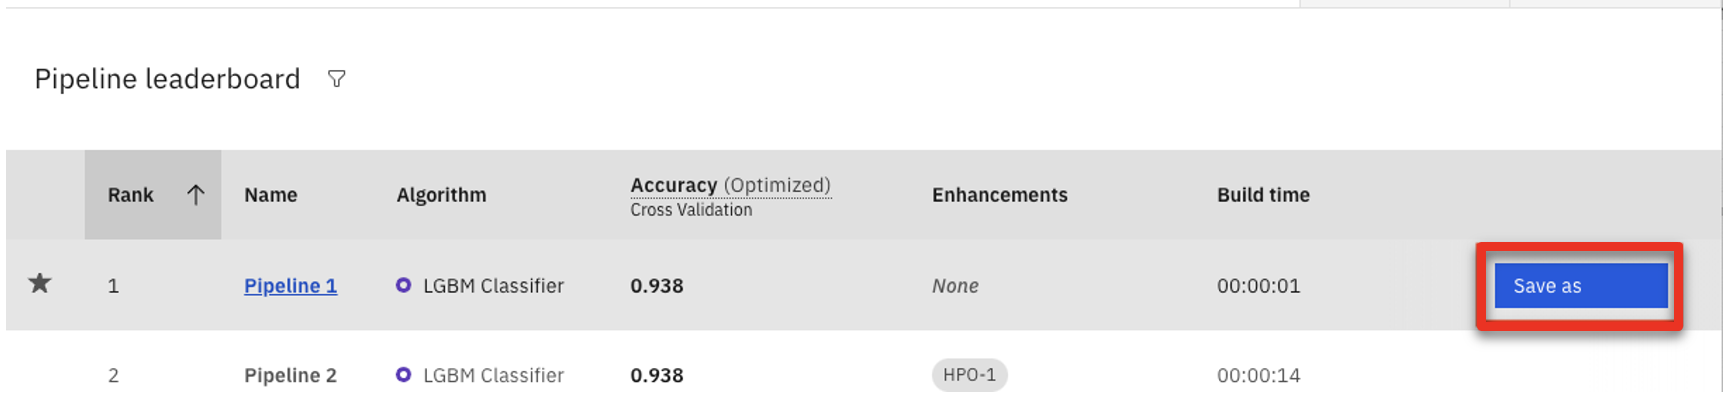 Pipeline leaderboard
Rank Name Algorithm Accuracy (Optimized) Enhancements Build time
Cross Validation
1 Pipeline 1 LGBM Classifier 0.938 None 00:00:01 Save as
2 Pipeline 2 LGBM Classifier 0.938 HPO-1 00:00:14